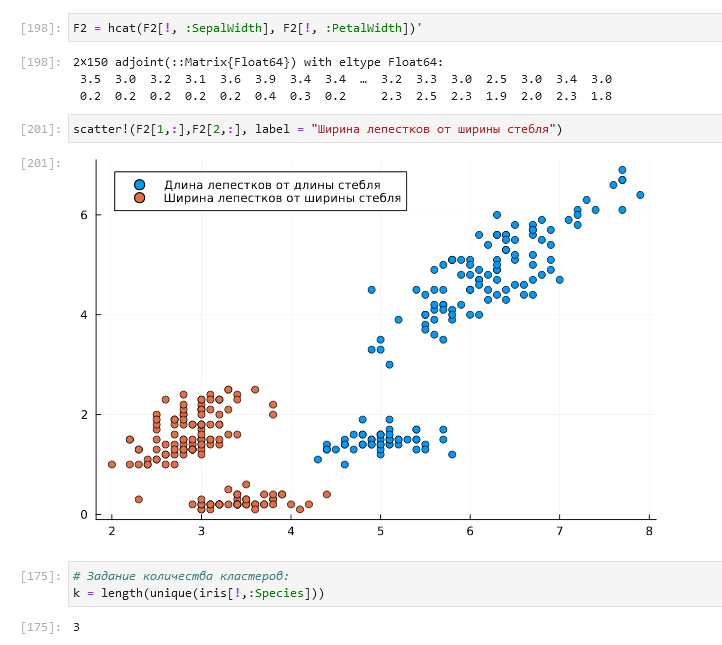 [198]: F2 = hcat(F2[!, :SepalWidth], F2[!, :PetalWidth])'
[198]: 2×150 adjoint(::Matrix{Float64}) with eltype Float64:
3.5 3.0 3.2 3.1 3.6 3.9 3.4 3.4 … 3.2 3.3 3.0 2.5 3.0 3.4 3.0
0.2 0.2 0.2 0.2 0.2 0.4 0.3 0.2 2.3 2.5 2.3 1.9 2.0 2.3 1.8
[201]: scatter!(F2[1,:],F2[2,:], label = "Ширина лепестков от ширины стебля")
[201]:
Длина лепестков от длины стебля
Ширина лепестков от ширины стебля
6
4
2
0
2 3 4 5 6 7 8
[175]: # Задание количества кластеров:
k = length(unique(iris[!,:Species]))
[175]: 3